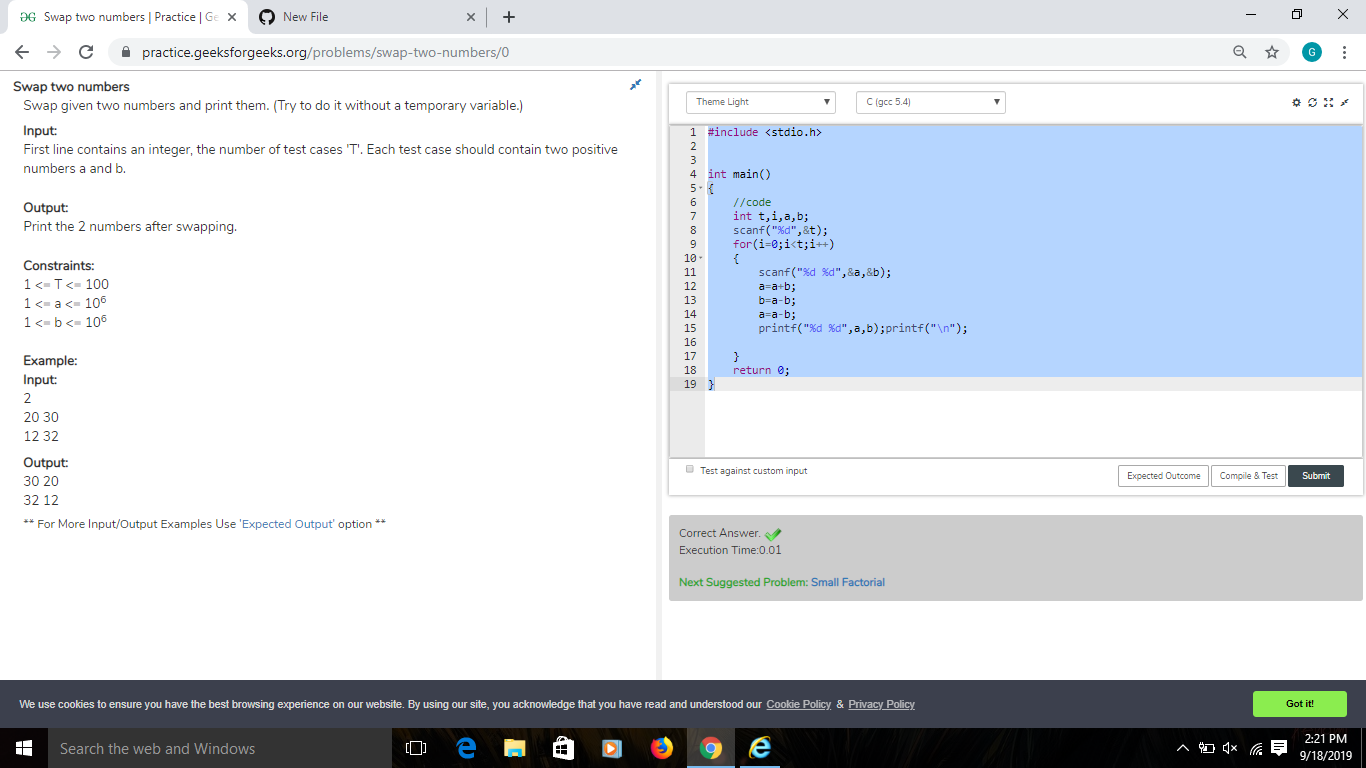 Swap two numbers | Practice | Ge
New File
practice.geeksforgeeks.org/problems/swap-two-numbers/0
G
Swap two numbers
Swap given two numbers and print them. (Try to do it without a temporary variable.)
Input:
First line contains an integer, the number of test cases 'T'. Each test case should contain two positive
numbers a and b.
Output:
Print the 2 numbers after swapping.
Constraints:
1 <= T <= 100
1 <= a <= 10⁶
1 <= b <= 10⁶
Example:
Input:
2
20 30
12 32
Output:
30 20
32 12
** For More Input/Output Examples Use 'Expected Output' option **
Theme Light
C (gcc 5.4)
1 #include <stdio.h>
2
3
4 int main()
5 {
6 //code
7 int t,i,a,b;
8 scanf("%d",&t);
9 for(i=0;i<t;i++)
10 {
11 scanf("%d %d",&a,&b);
12 a=a+b;
13 b=a-b;
14 a=a-b;
15 printf("%d %d",a,b);printf("\n");
16
17 }
18 return 0;
19 }
Test against custom input
Expected Outcome
Compile & Test
Submit
Correct Answer.
Execution Time:0.01
Next Suggested Problem: Small Factorial
We use cookies to ensure you have the best browsing experience on our website. By using our site, you acknowledge that you have read and understood our Cookie Policy & Privacy Policy
Got it!
Search the web and Windows
2:21 PM
9/18/2019